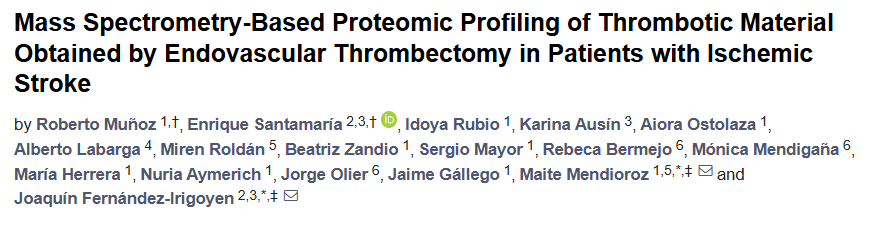 Mass Spectrometry-Based Proteomic Profiling of Thrombotic Material
Obtained by Endovascular Thrombectomy in Patients with Ischemic
Stroke
by Roberto Muñoz 1,†, Enrique Santamaría 2,3,† iD, Idoya Rubio 1, Karina Ausín 3, Aiora Ostolaza 1,
Alberto Labarga 4, Miren Roldán 5, Beatriz Zandio 1, Sergio Mayor 1, Rebeca Bermejo 6, Mónica Mendigaña 6,
María Herrera 1, Nuria Aymerich 1, Jorge Olier 6, Jaime Gállego 1, Maite Mendioroz 1,5,*,‡ and
Joaquín Fernández-Irigoyen 2,3,*,‡